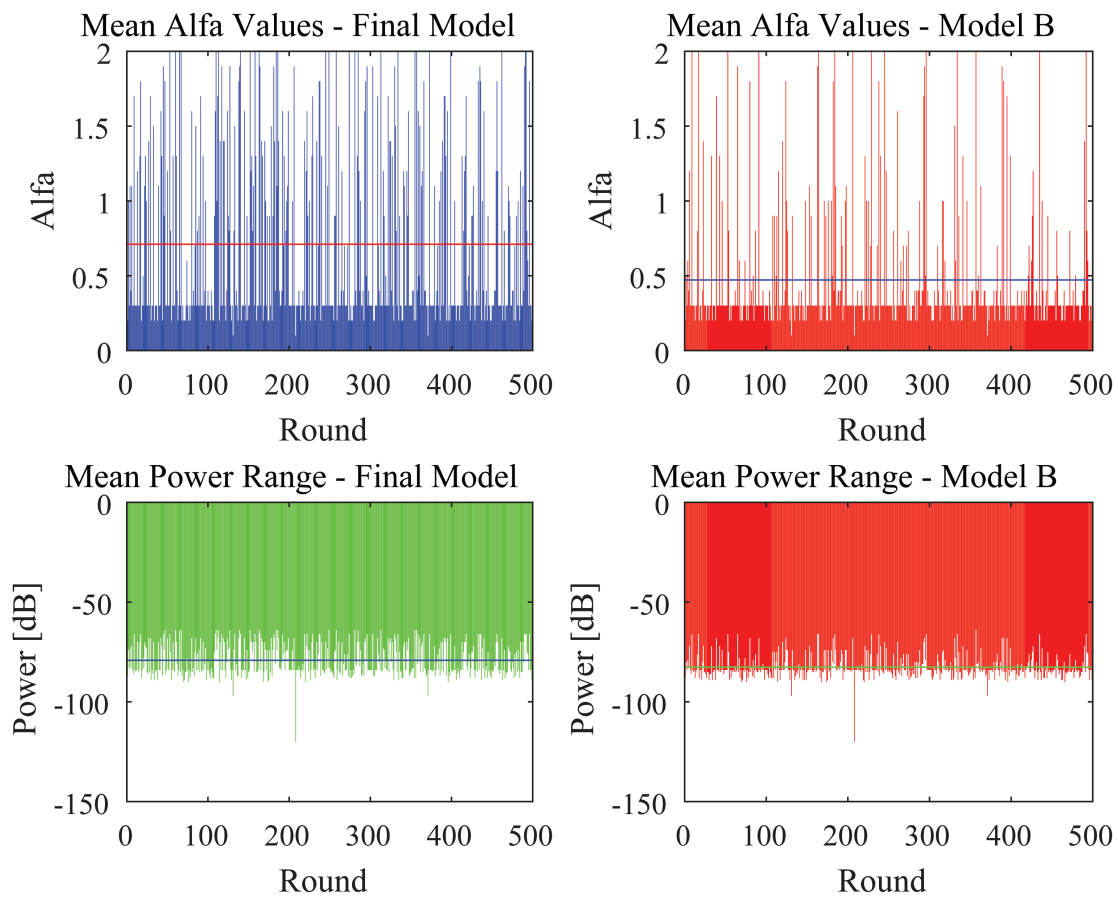 Mean Alfa Values - Final Model
Mean Alfa Values - Model B
2
1.5
1
0.5
0
Alfa
0 100 200 300 400 500
Round
2
1.5
1
0.5
0
Alfa
0 100 200 300 400 500
Round
Mean Power Range - Final Model
Mean Power Range - Model B
0
-50
-100
-150
Power [dB]
0 100 200 300 400 500
Round
0
-50
-100
-150
Power [dB]
0 100 200 300 400 500
Round